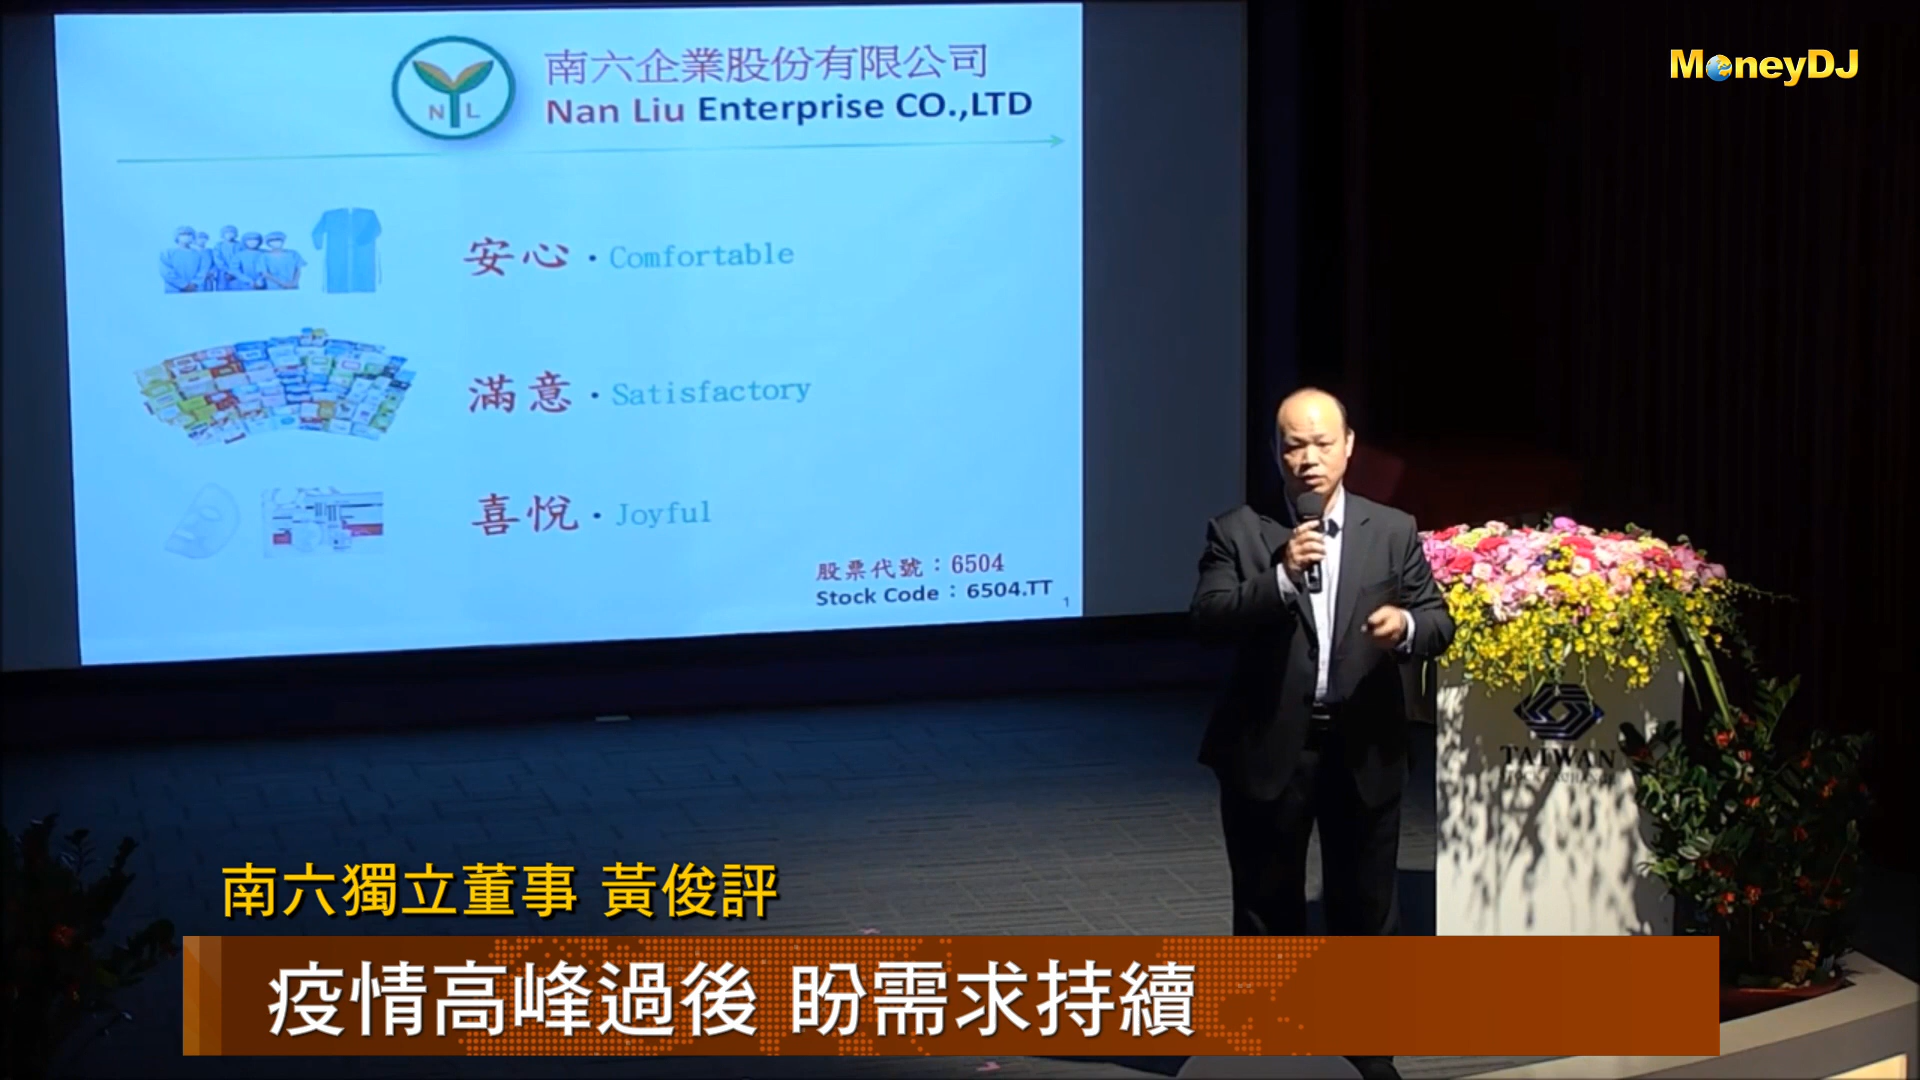 MoneyDJ
南六企業股份有限公司
Nan Liu Enterprise CO.,LTD
N L
安心・Comfortable
滿意・Satisfactory
喜悅・Joyful
股票代號：6504
Stock Code：6504.TT
1
TAIWAN
STOCK EXCHANGE
南六獨立董事 黃俊評
疫情高峰過後 盼需求持續